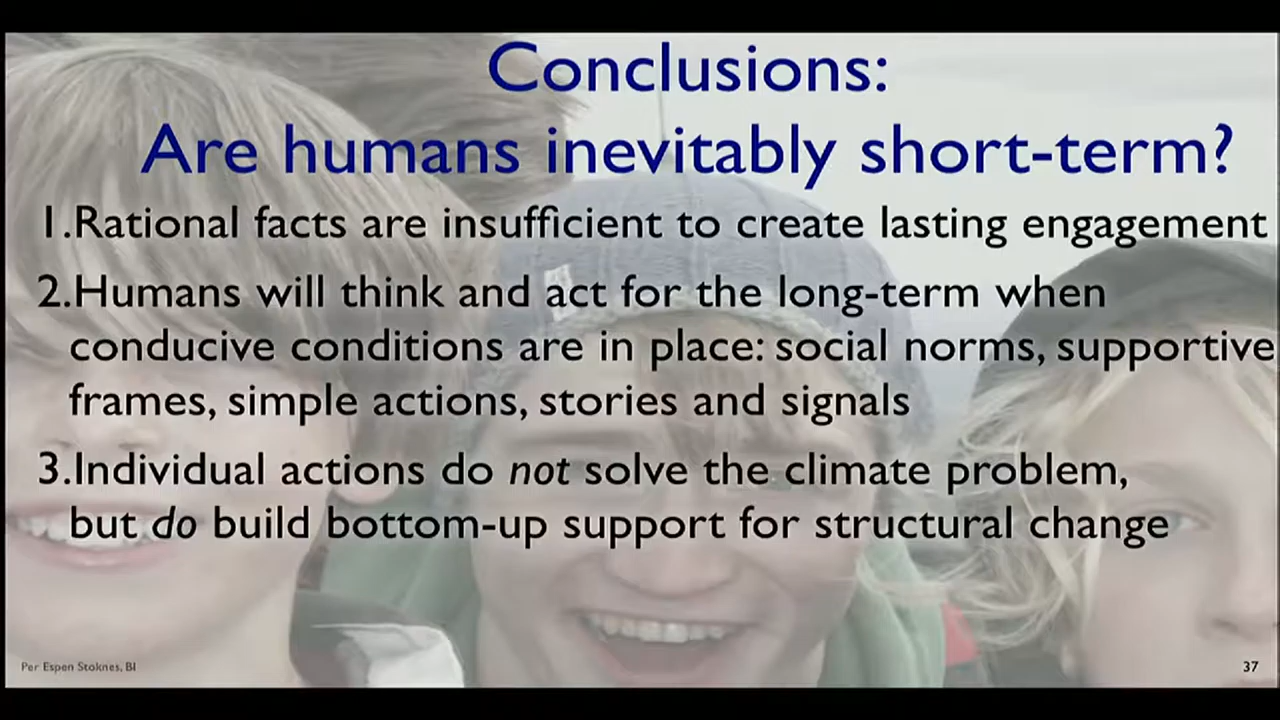 Conclusions:
Are humans inevitably short-term?
1.Rational facts are insufficient to create lasting engagement
2.Humans will think and act for the long-term when
conducive conditions are in place: social norms, supportive
frames, simple actions, stories and signals
3.Individual actions do not solve the climate problem,
but do build bottom-up support for structural change
Per Espen Stoknes, BI
37